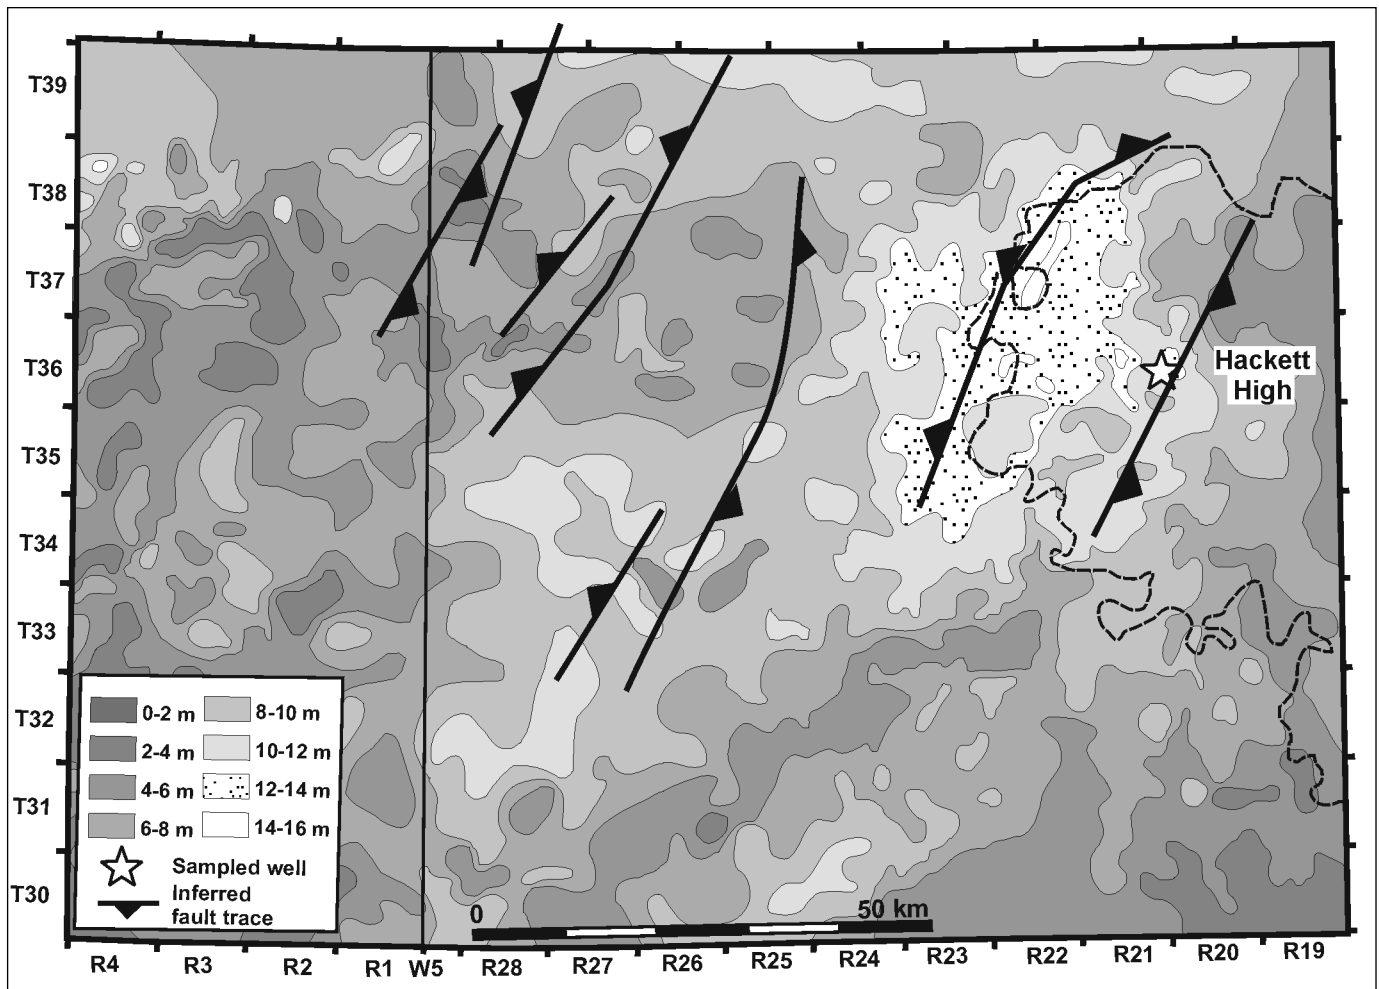 T39
T38
T37
T36
T35
T34
T33
T32
T31
T30
Hackett
High
0-2 m
8-10 m
2-4 m
10-12 m
4-6 m
12-14 m
6-8 m
14-16 m
Sampled well
Inferred
fault trace
0
50 km
R4
R3
R2
R1
W5
R28
R27
R26
R25
R24
R23
R22
R21
R20
R19